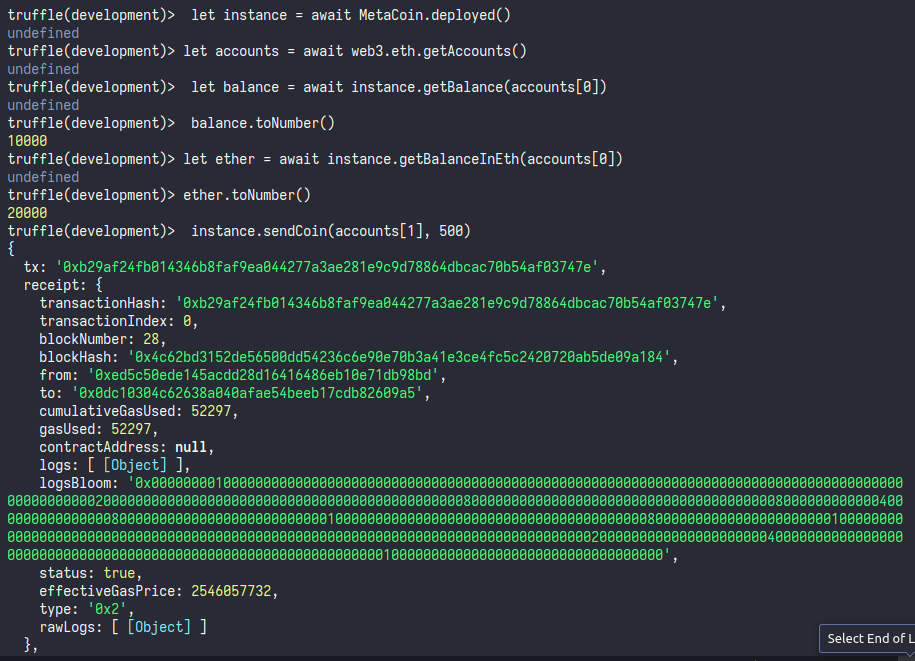 truffle(development)>  let instance = await MetaCoin.deployed()
undefined
truffle(development)> let accounts = await web3.eth.getAccounts()
undefined
truffle(development)>  let balance = await instance.getBalance(accounts[0])
undefined
truffle(development)>  balance.toNumber()
10000
truffle(development)> let ether = await instance.getBalanceInEth(accounts[0])
undefined
truffle(development)> ether.toNumber()
20000
truffle(development)>  instance.sendCoin(accounts[1], 500)
{
  tx: '0xb29af24fb014346b8faf9ea044277a3ae281e9c9d78864dbcac70b54af03747e',
  receipt: {
    transactionHash: '0xb29af24fb014346b8faf9ea044277a3ae281e9c9d78864dbcac70b54af03747e',
    transactionIndex: 0,
    blockNumber: 28,
    blockHash: '0x4c62bd3152de56500dd54236c6e90e70b3a41e3ce4fc5c2420720ab5de09a184',
    from: '0xed5c50ede145acdd28d16416486eb10e71db98bd',
    to: '0x0dc10304c62638a040afae54beeb17cdb82609a5',
    cumulativeGasUsed: 52297,
    gasUsed: 52297,
    contractAddress: null,
    logs: [ [Object] ],
    logsBloom:
    status: true,
    effectiveGasPrice: 2546057732,
    type: '0x2',
    rawLogs: [ [Object] ]
  },
Select End of L